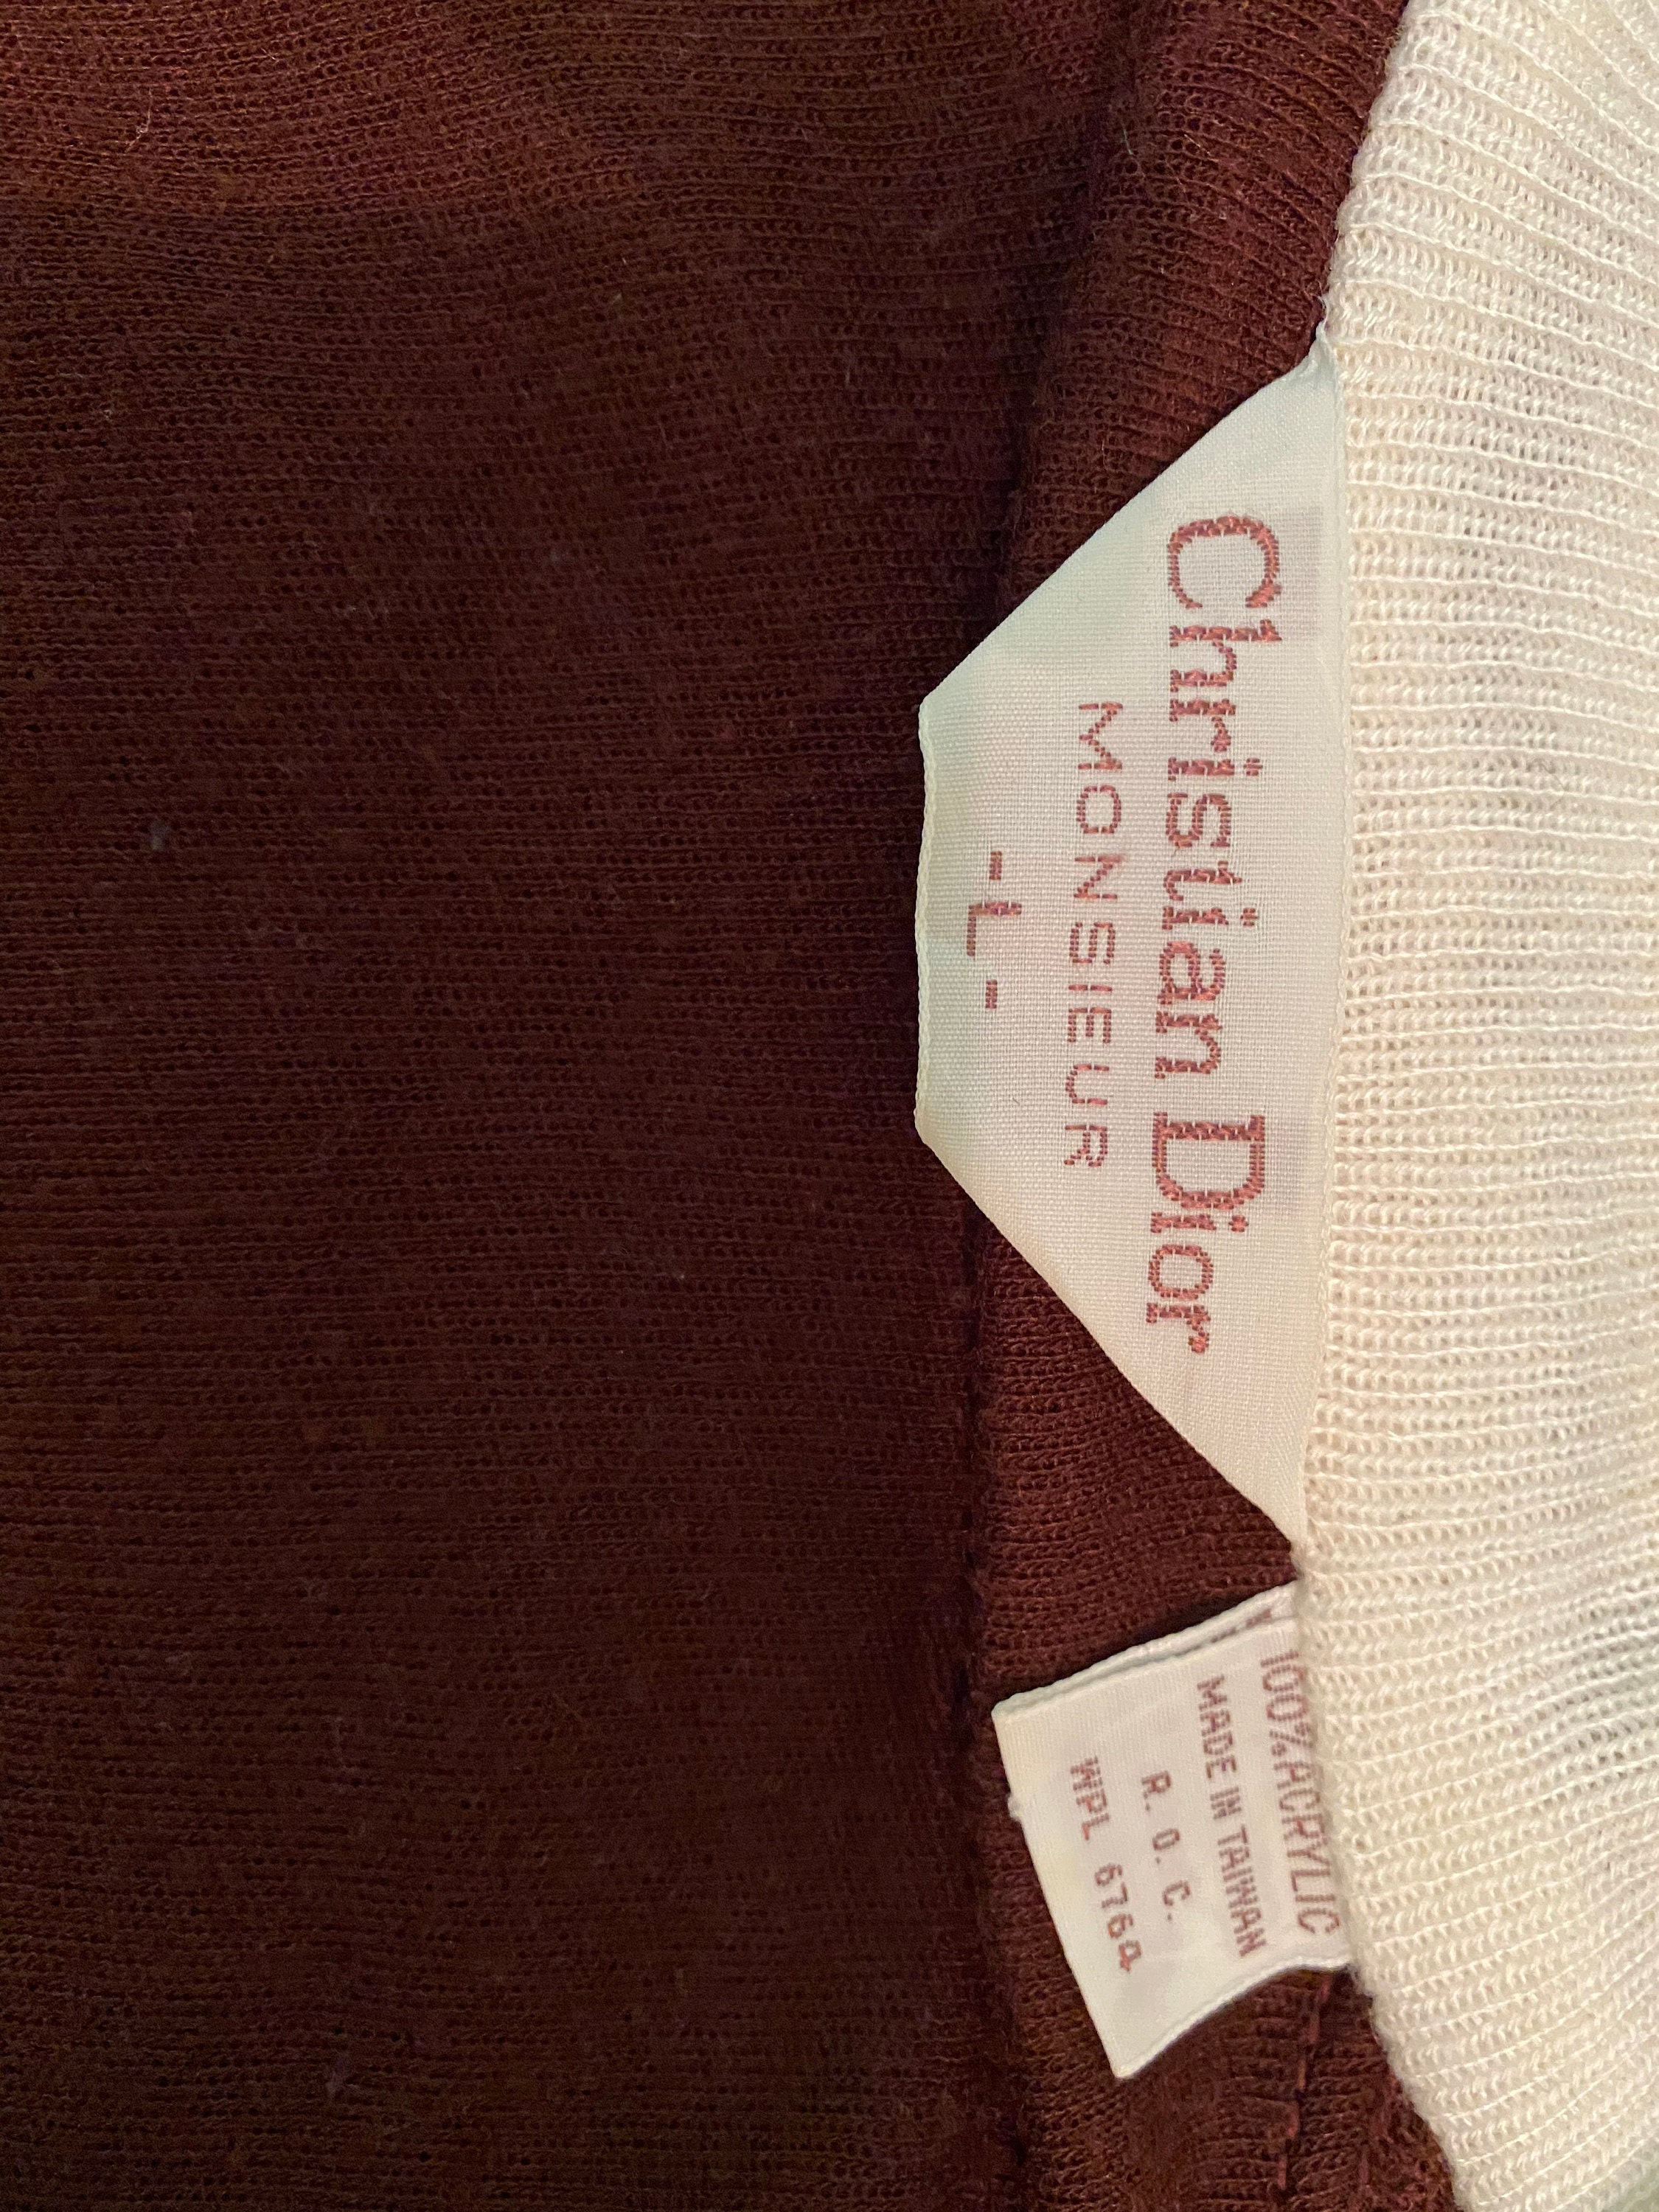 Christian Dior
MONSIEUR
-L-
100% ACRYLIC
MADE IN TAIWAN
R. O. C.
WPL 6764